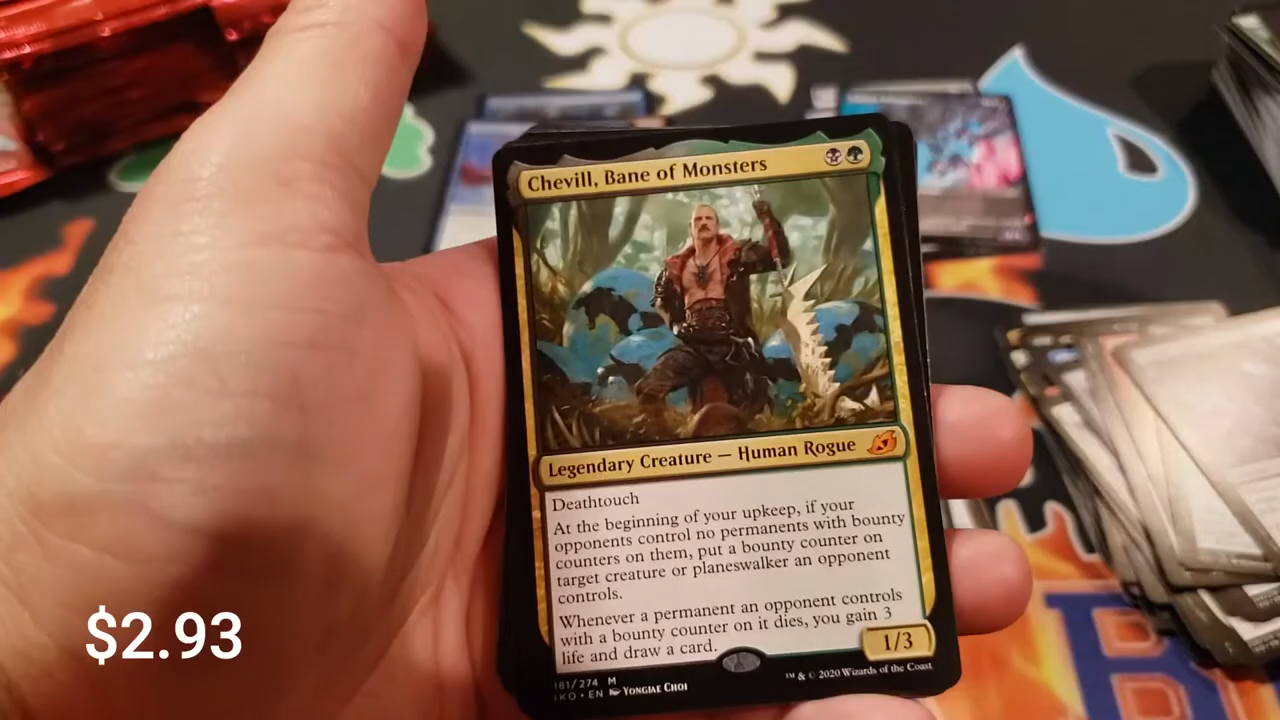 Chevill, Bane of Monsters
Legendary Creature — Human Rogue
Deathtouch
At the beginning of your upkeep, if your
opponents control no permanents with bounty
counters on them, put a bounty counter on
target creature or planeswalker an opponent
controls.
Whenever a permanent an opponent controls
with a bounty counter on it dies, you gain 3
life and draw a card.
1/3
181/274 M
IKO • EN Yongjae Choi
™ & © 2020 Wizards of the Coast
$2.93